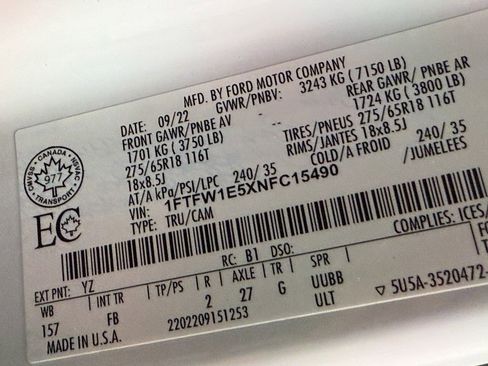 MFD. BY FORD MOTOR COMPANY
DATE: 09/22 GVWR/PNBV: 3243 KG (7150 LB)
FRONT GAWR/PNBE AV REAR GAWR/ PNBE AR
1701 KG (3750 LB) 1724 KG (3800 LB)
275/65R18 116T TIRES/PNEUS 275/65R18 116T
18x8.5J RIMS/JANTES 18x8.5J
AT/A kPa/PSI/LPC 240/ 35 COLD/A FROID 240/ 35
VIN: 1FTFW1E5XNFC15490 /JUMELEES
TYPE: TRU/CAM
CANADA
977
TRANSPORT
EC
COMPLIES: ICES/
RC: B1 DSO:
EXT PNT: YZ
WB INT TR TP/PS R AXLE TR SPR
157 FB 2 27 G UUBB
ULT
2202209151253
MADE IN U.S.A.
▽ 5U5A-3520472-